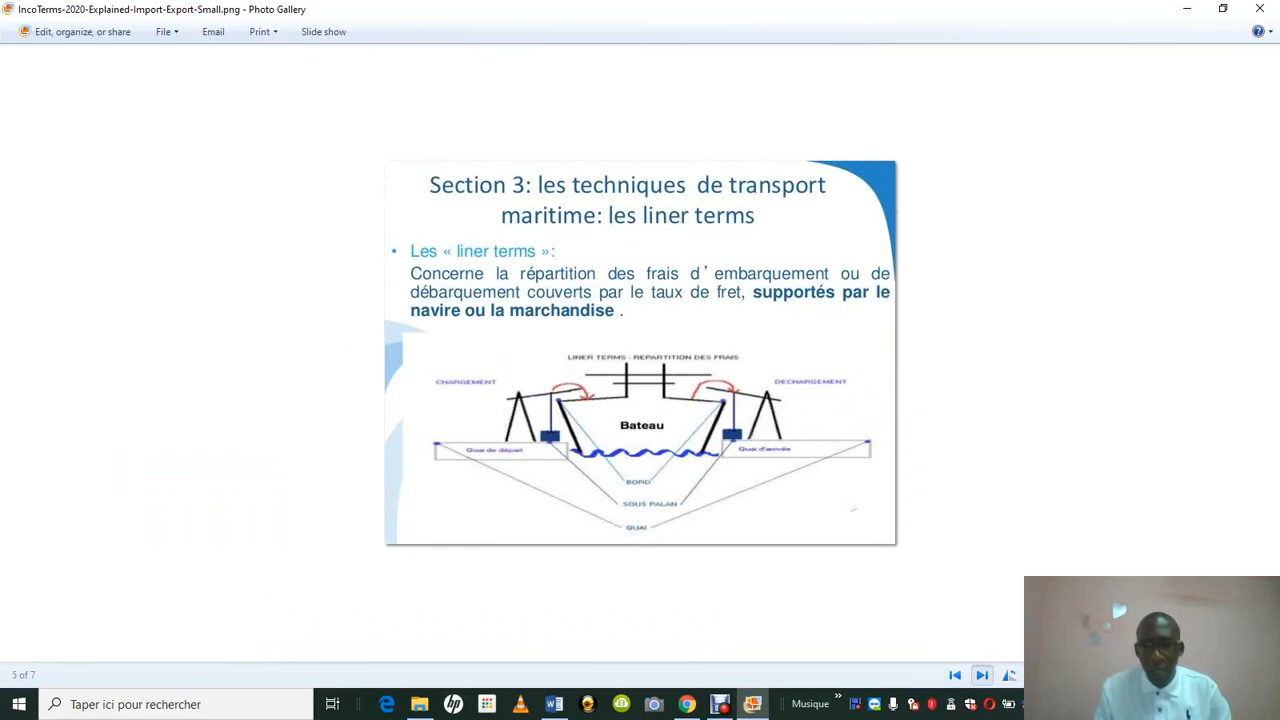 IncoTerms-2020-Explained-Import-Export-Small.png - Photo Gallery
Edit, organize, or share File Email Print Slide show
Section 3: les techniques de transport
maritime: les liner terms
• Les « liner terms »:
Concerne la répartition des frais d’embarquement ou de
débarquement couverts par le taux de fret, supportés par le
navire ou la marchandise .
LINER TERMS : REPARTITION DES FRAIS
CHARGEMENT
DECHARGEMENT
Bateau
Quai de départ
Quai d'arrivée
BORD
SOUS PALAN
QUAI
5 of 7
Taper ici pour rechercher
Musique